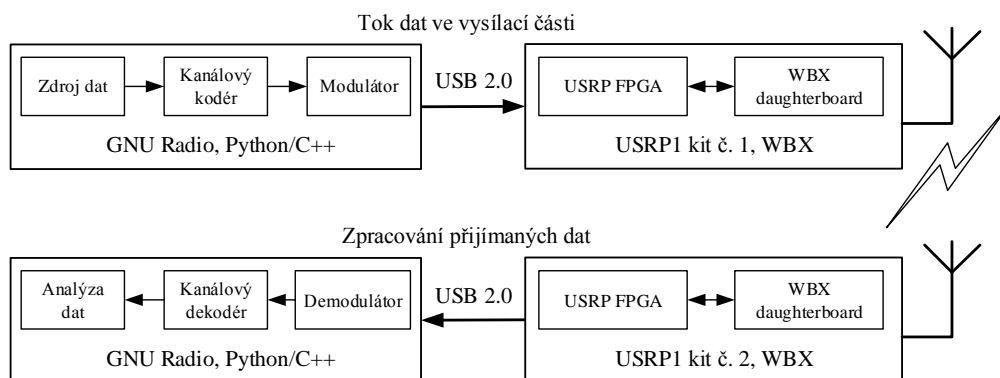 Tok dat ve vysílací části
Zdroj dat
Kanálový
kodér
Modulátor
GNU Radio, Python/C++
USB 2.0
USRP FPGA
WBX
daughterboard
USRP1 kit č. 1, WBX
Zpracování přijímaných dat
Analýza
dat
Kanálový
dekodér
Demodulátor
GNU Radio, Python/C++
USB 2.0
USRP FPGA
WBX
daughterboard
USRP1 kit č. 2, WBX